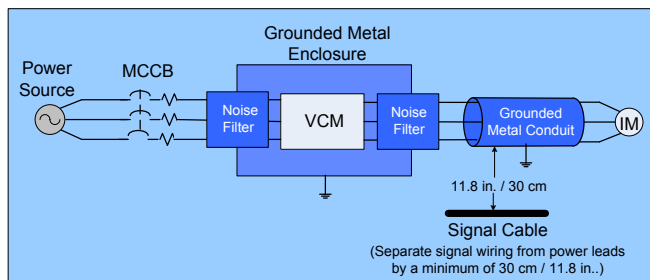 Grounded Metal
Enclosure
Power
Source
MCCB
Noise
Filter
VCM
Noise
Filter
Grounded
Metal Conduit
IM
11.8 in. / 30 cm
Signal Cable
(Separate signal wiring from power leads
by a minimum of 30 cm / 11.8 in..)